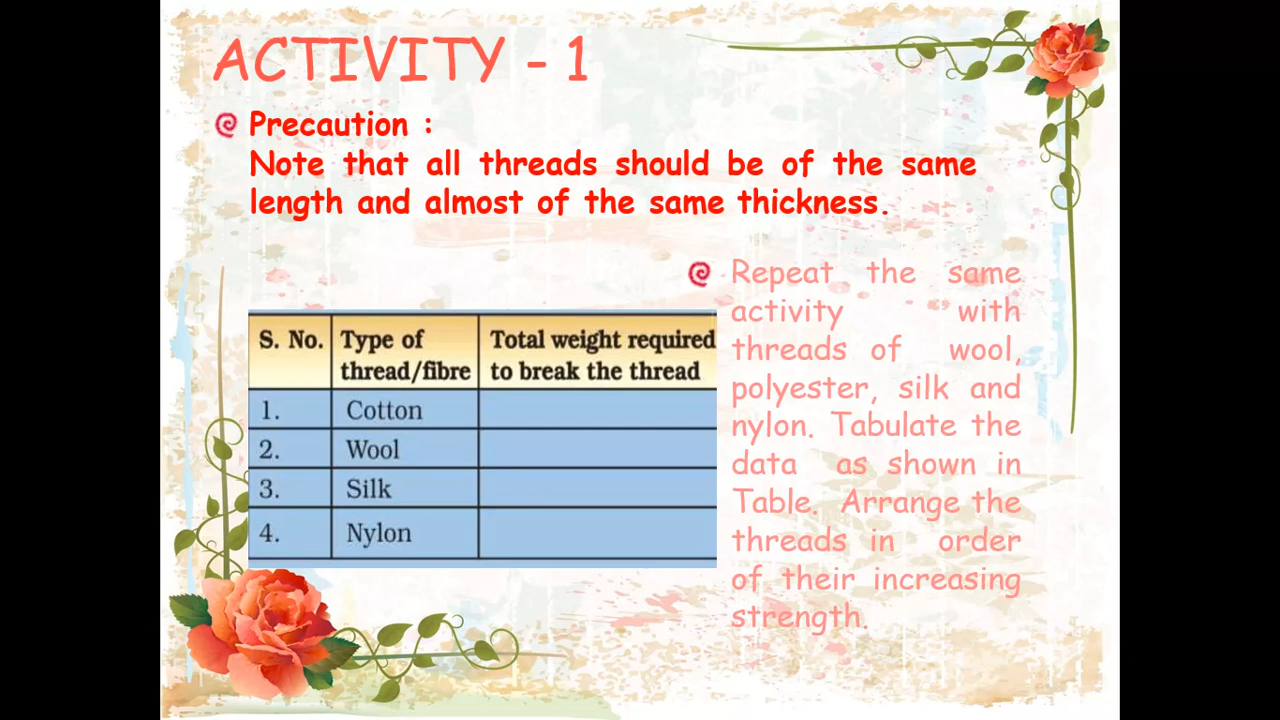 ACTIVITY - 1
Precaution :
Note that all threads should be of the same
length and almost of the same thickness.
S. No. Type of thread/fibre Total weight required to break the thread
1. Cotton
2. Wool
3. Silk
4. Nylon
Repeat the same
activity with
threads of wool,
polyester, silk and
nylon. Tabulate the
data as shown in
Table. Arrange the
threads in order
of their increasing
strength.